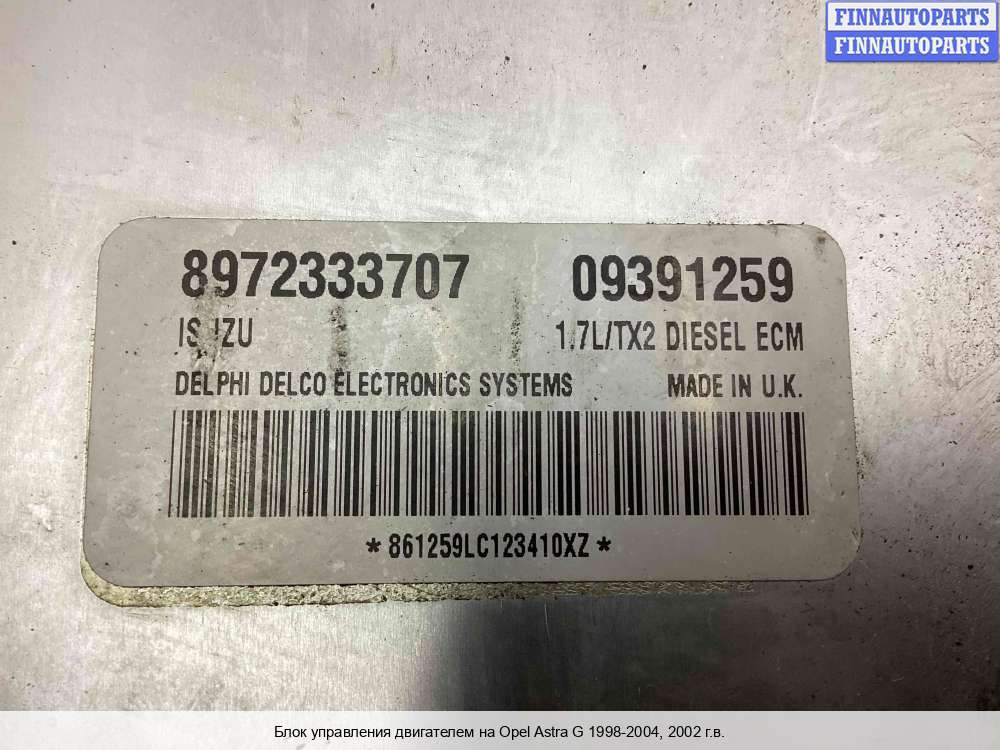 FINNAUTOPARTS
FINNAUTOPARTS
8972333707 09391259
ISUZU 1.7L/TX2 DIESEL ECM
DELPHI DELCO ELECTRONICS SYSTEMS MADE IN U.K.
*861259LC123410XZ*
Блок управления двигателем на Opel Astra G 1998-2004, 2002 г.в.